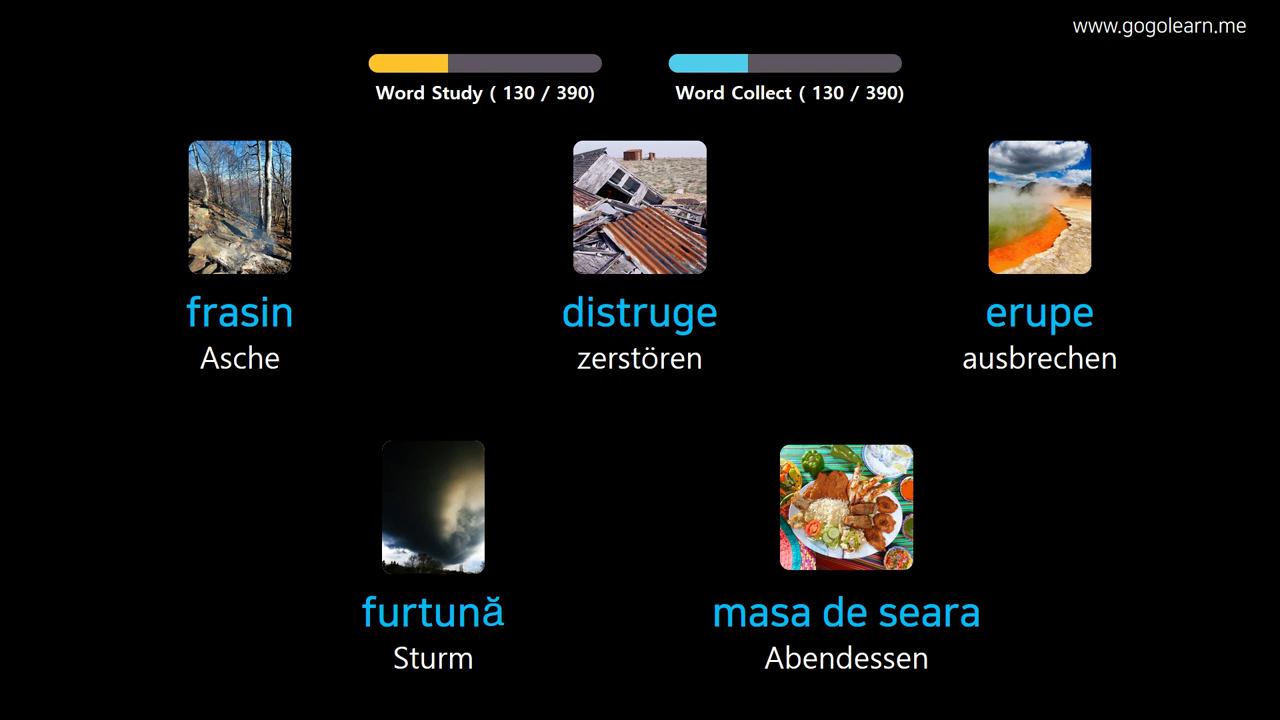 www.gogolearn.me
Word Study ( 130 / 390)
Word Collect ( 130 / 390)
frasin
Asche
distruge
zerstören
erupe
ausbrechen
furtună
Sturm
masa de seara
Abendessen